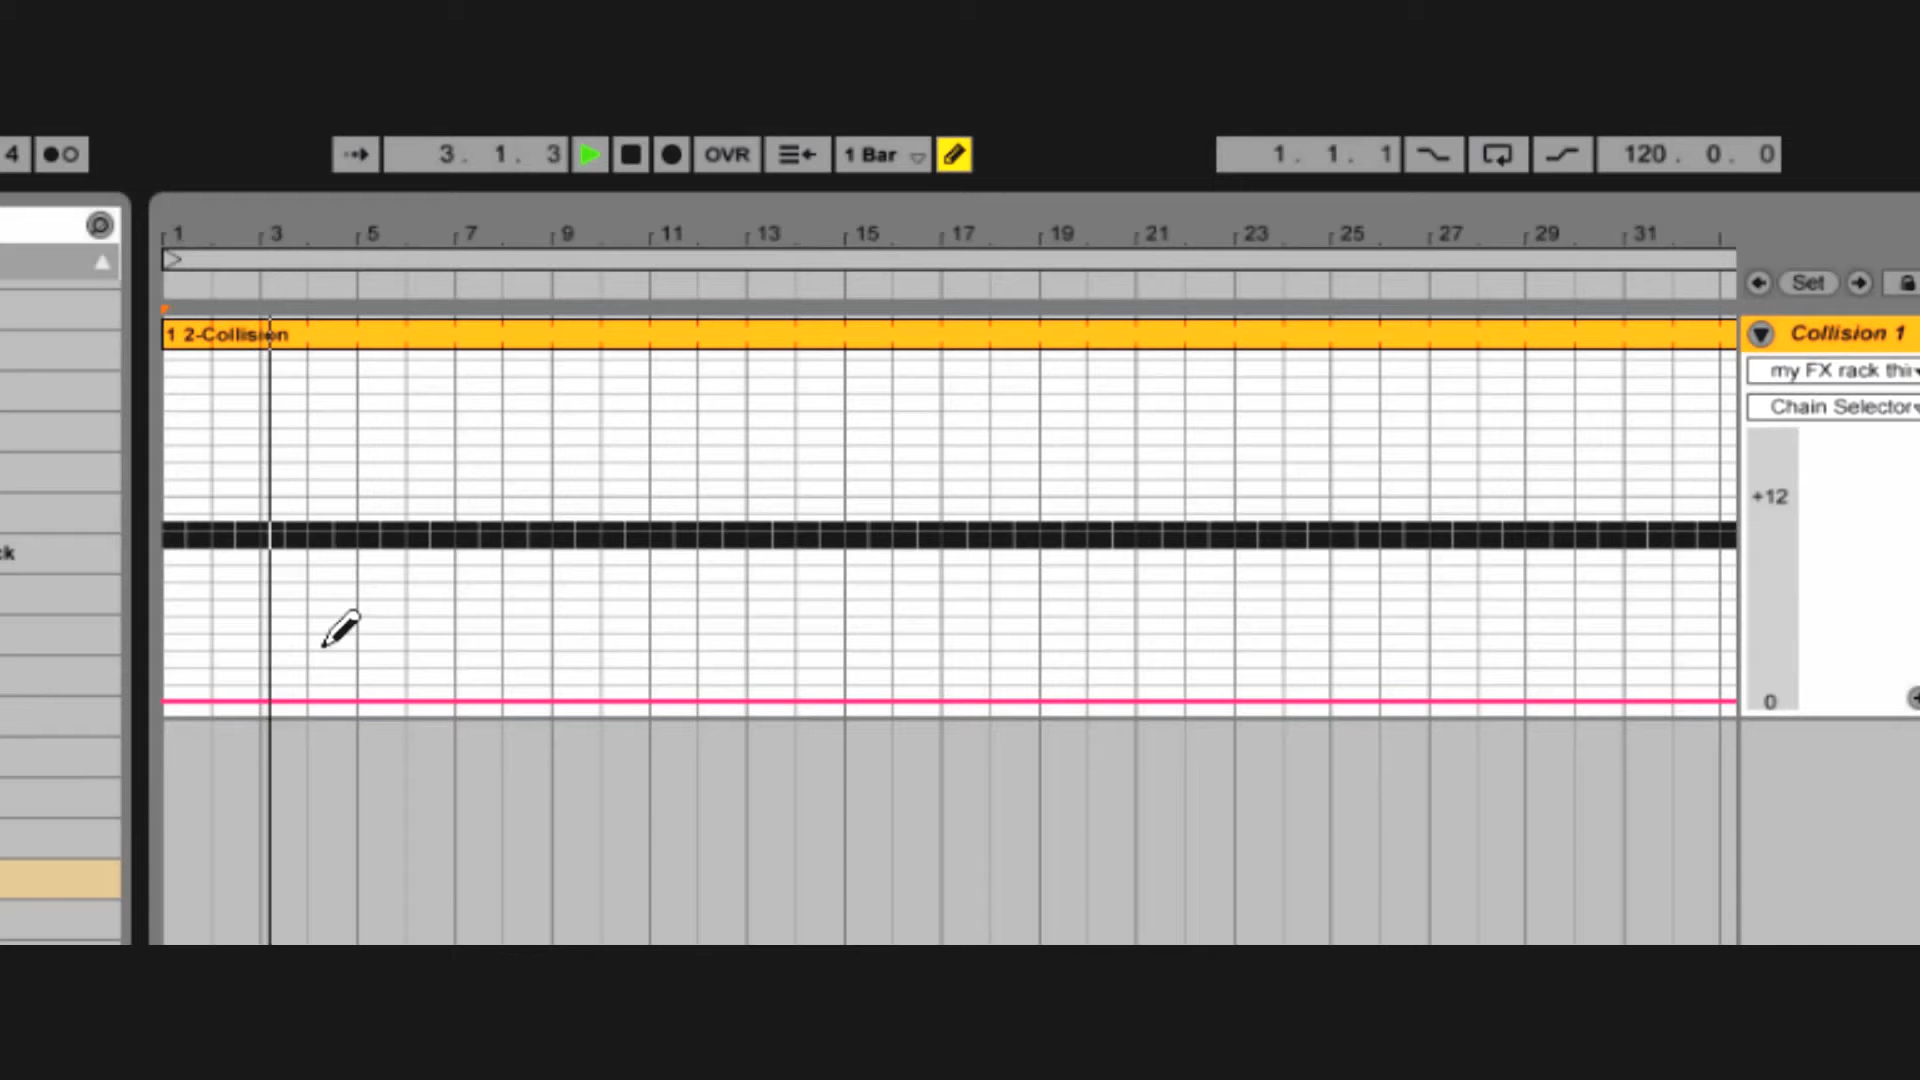 4 3. 1. 3 OVR 1 Bar 1. 1. 1 120. 0. 0
1 3 5 7 9 11 13 15 17 19 21 23 25 27 29 31
Set
1 2-Collision
Collision 1
my FX rack thi
Chain Selector
+12
ck
0